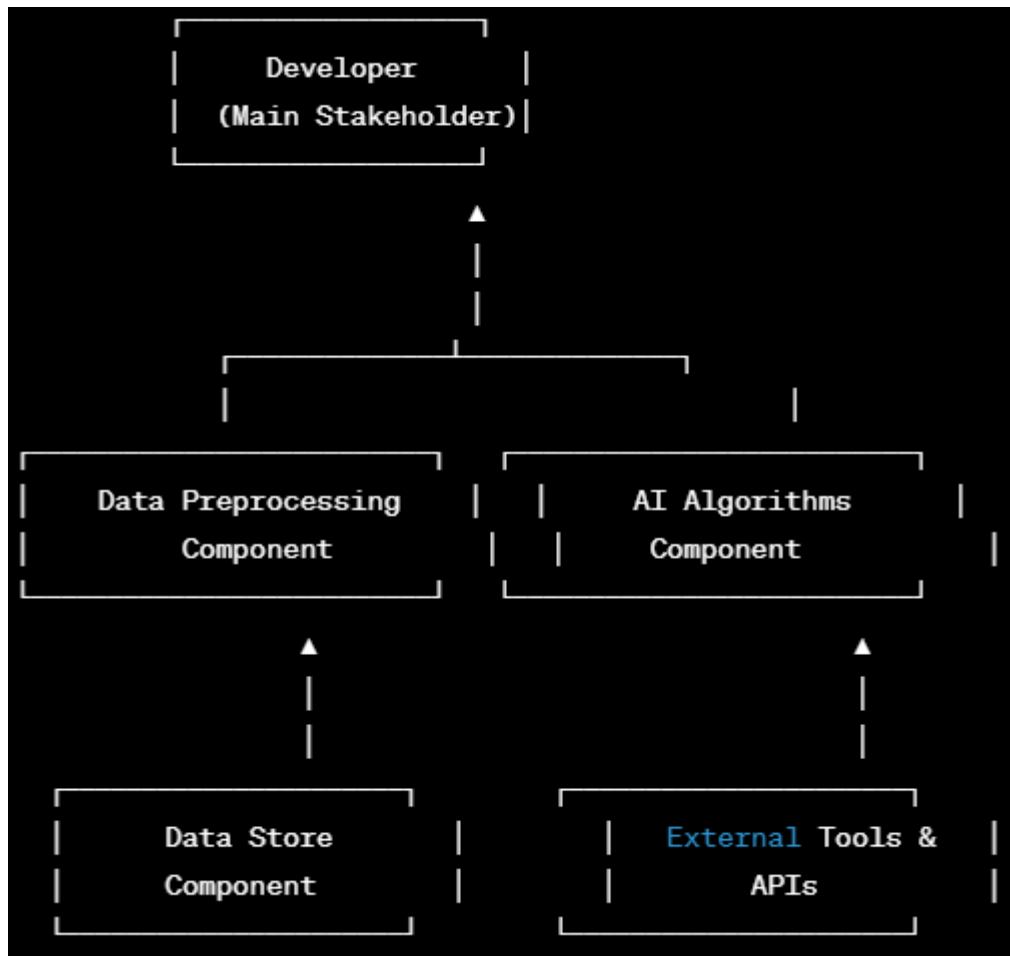 Developer
(Main Stakeholder)
Data Preprocessing
Component
AI Algorithms
Component
Data Store
Component
External Tools &
APIs